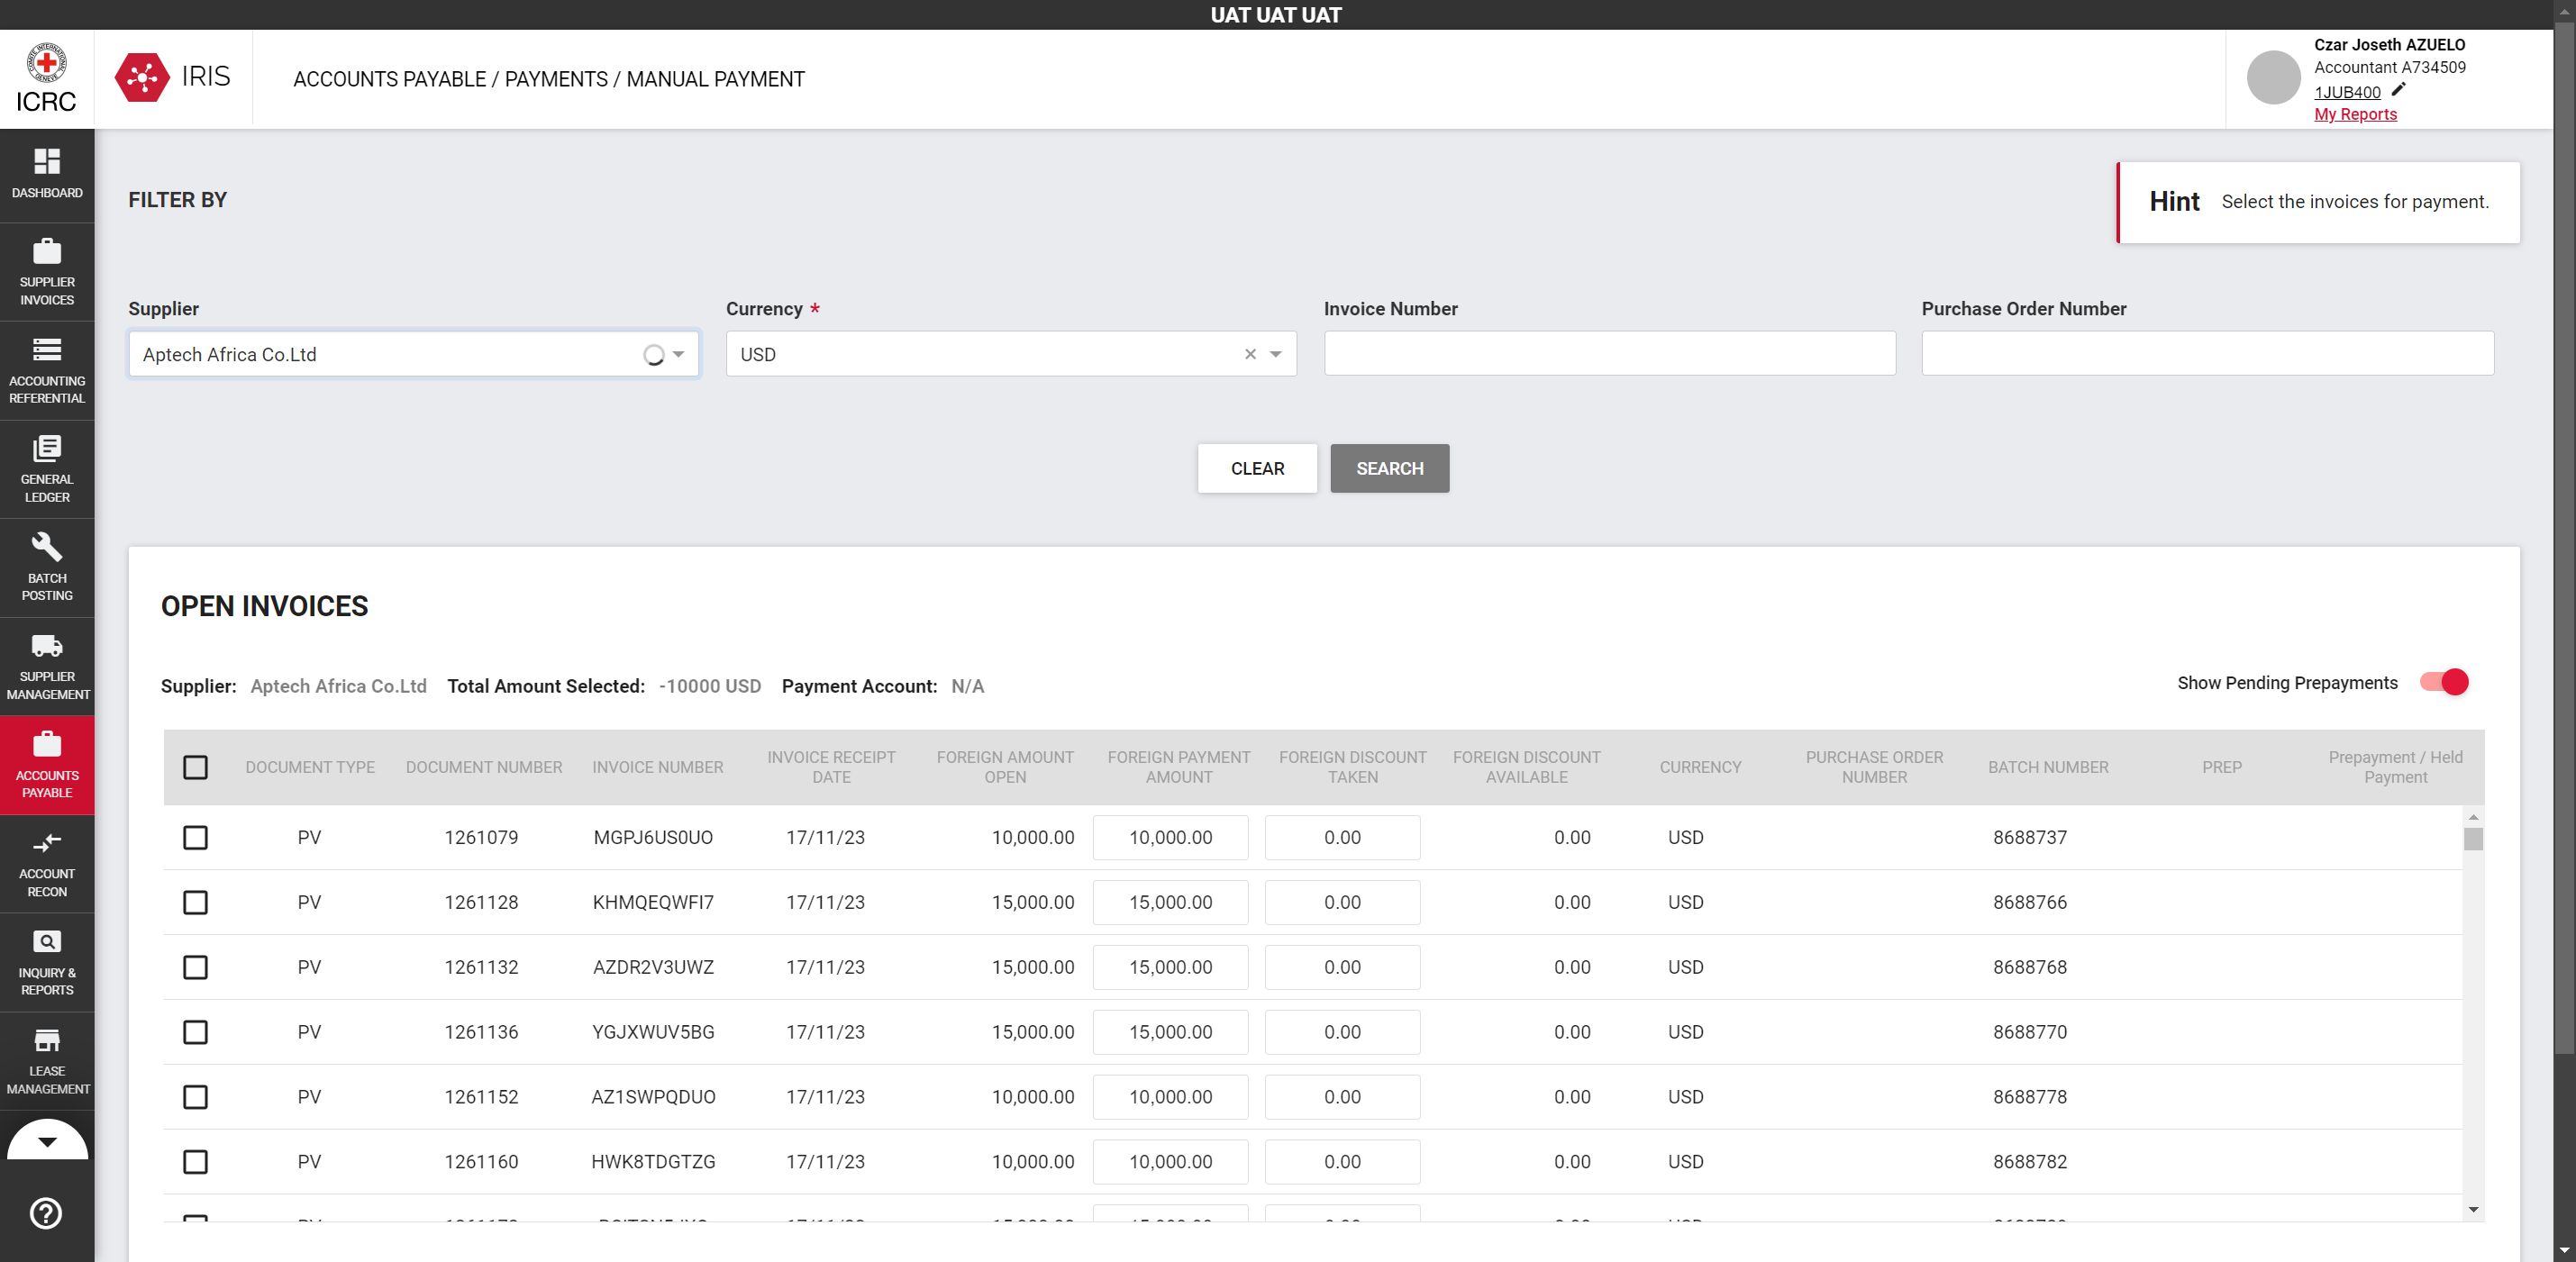 UAT UAT UAT
ICRC
IRIS
ACCOUNTS PAYABLE / PAYMENTS / MANUAL PAYMENT
Czar Joseth AZUELO
Accountant A734509
1JUB400
My Reports
DASHBOARD
SUPPLIER
INVOICES
ACCOUNTING
REFERENTIAL
GENERAL
LEDGER
BATCH
POSTING
SUPPLIER
MANAGEMENT
ACCOUNTS
PAYABLE
ACCOUNT
RECON
INQUIRY &
REPORTS
LEASE
MANAGEMENT
FILTER BY
Hint Select the invoices for payment.
Supplier Currency * Invoice Number Purchase Order Number
Aptech Africa Co.Ltd USD
CLEAR SEARCH
OPEN INVOICES
Supplier: Aptech Africa Co.Ltd Total Amount Selected: -10000 USD Payment Account: N/A Show Pending Prepayments
DOCUMENT TYPE DOCUMENT NUMBER INVOICE NUMBER INVOICE RECEIPT DATE FOREIGN AMOUNT OPEN FOREIGN PAYMENT AMOUNT FOREIGN DISCOUNT TAKEN FOREIGN DISCOUNT AVAILABLE CURRENCY PURCHASE ORDER NUMBER BATCH NUMBER PREP Prepayment / Held Payment
PV 1261079 MGPJ6US0UO 17/11/23 10,000.00 10,000.00 0.00 0.00 USD 8688737
PV 1261128 KHMQEQWFI7 17/11/23 15,000.00 15,000.00 0.00 0.00 USD 8688766
PV 1261132 AZDR2V3UWZ 17/11/23 15,000.00 15,000.00 0.00 0.00 USD 8688768
PV 1261136 YGJXWUV5BG 17/11/23 15,000.00 15,000.00 0.00 0.00 USD 8688770
PV 1261152 AZ1SWPQDUO 17/11/23 10,000.00 10,000.00 0.00 0.00 USD 8688778
PV 1261160 HWK8TDGTZG 17/11/23 10,000.00 10,000.00 0.00 0.00 USD 8688782